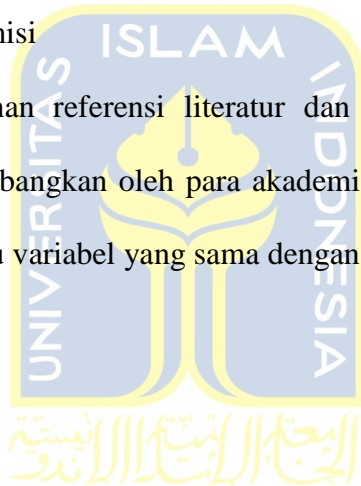 nisi
nan referensi literatur dan
bangkan oleh para akademi
u variabel yang sama dengan
UNIVERSITAS ISLAM INDONESIA